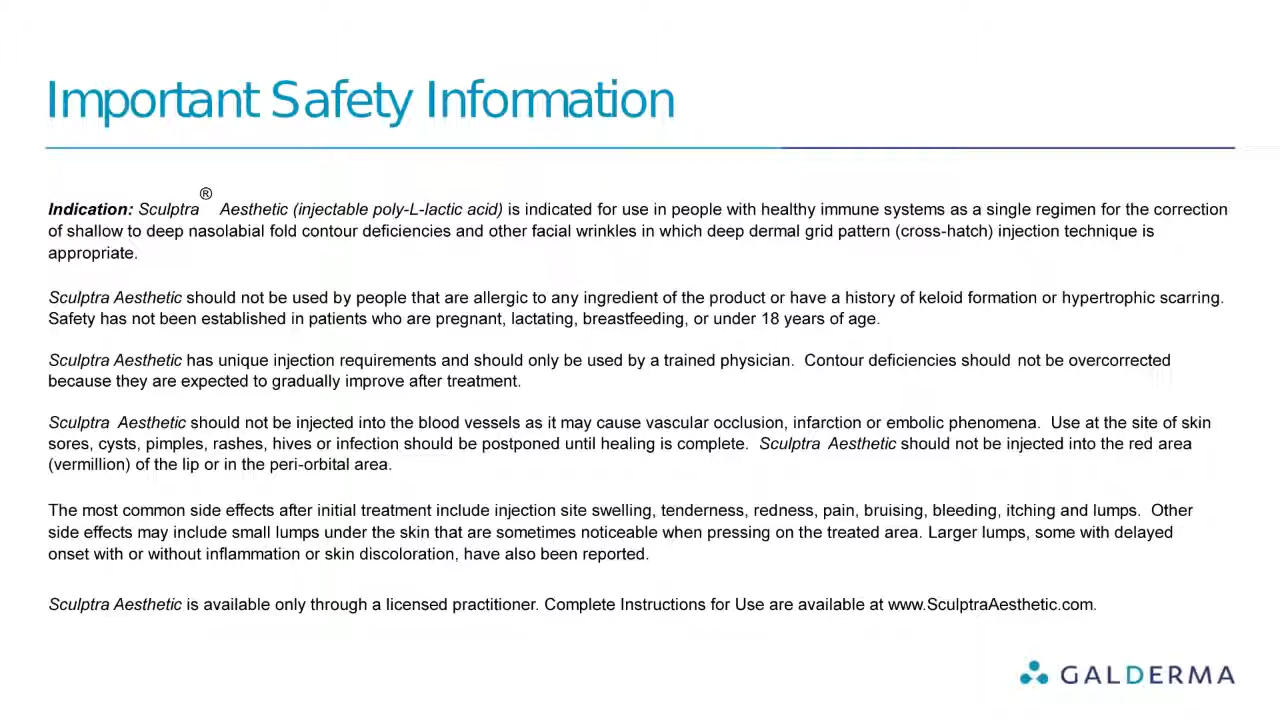 Important Safety Information
Indication: Sculptra® Aesthetic (injectable poly-L-lactic acid) is indicated for use in people with healthy immune systems as a single regimen for the correction
of shallow to deep nasolabial fold contour deficiencies and other facial wrinkles in which deep dermal grid pattern (cross-hatch) injection technique is
appropriate.
Sculptra Aesthetic should not be used by people that are allergic to any ingredient of the product or have a history of keloid formation or hypertrophic scarring.
Safety has not been established in patients who are pregnant, lactating, breastfeeding, or under 18 years of age.
Sculptra Aesthetic has unique injection requirements and should only be used by a trained physician. Contour deficiencies should not be overcorrected
because they are expected to gradually improve after treatment.
Sculptra Aesthetic should not be injected into the blood vessels as it may cause vascular occlusion, infarction or embolic phenomena. Use at the site of skin
sores, cysts, pimples, rashes, hives or infection should be postponed until healing is complete. Sculptra Aesthetic should not be injected into the red area
(vermillion) of the lip or in the peri-orbital area.
The most common side effects after initial treatment include injection site swelling, tenderness, redness, pain, bruising, bleeding, itching and lumps. Other
side effects may include small lumps under the skin that are sometimes noticeable when pressing on the treated area. Larger lumps, some with delayed
onset with or without inflammation or skin discoloration, have also been reported.
Sculptra Aesthetic is available only through a licensed practitioner. Complete Instructions for Use are available at www.SculptraAesthetic.com.
GALDERMA